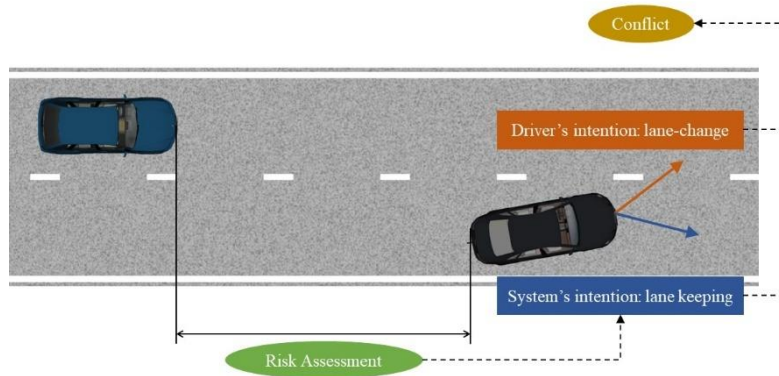 Conflict
Driver's intention: lane-change
System's intention: lane keeping
Risk Assessment